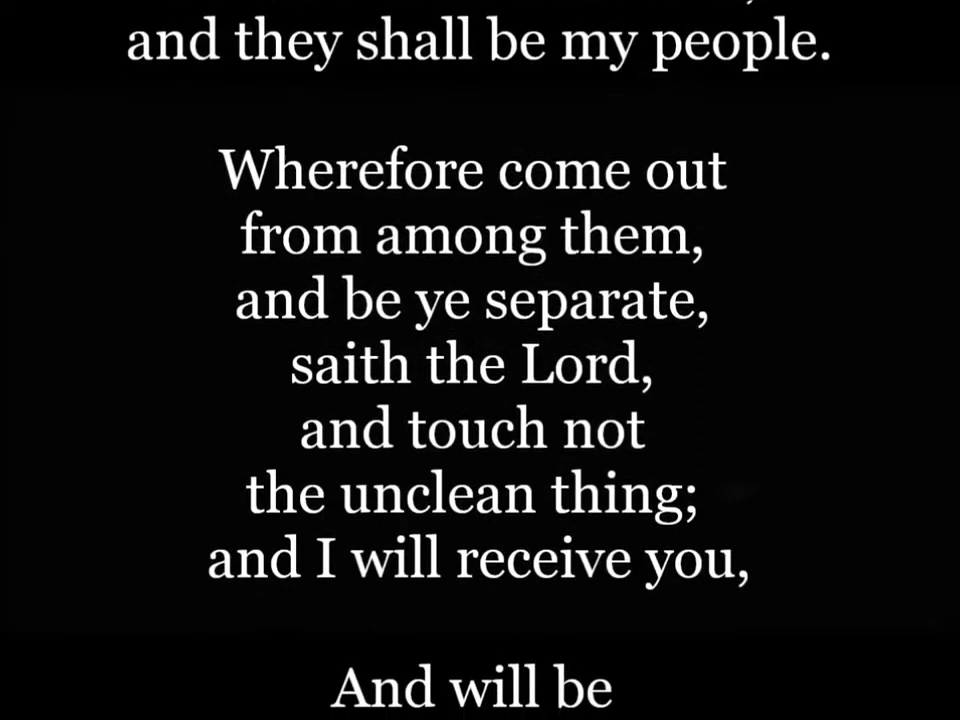 and they shall be my people.
Wherefore come out
from among them,
and be ye separate,
saith the Lord,
and touch not
the unclean thing;
and I will receive you,
And will be